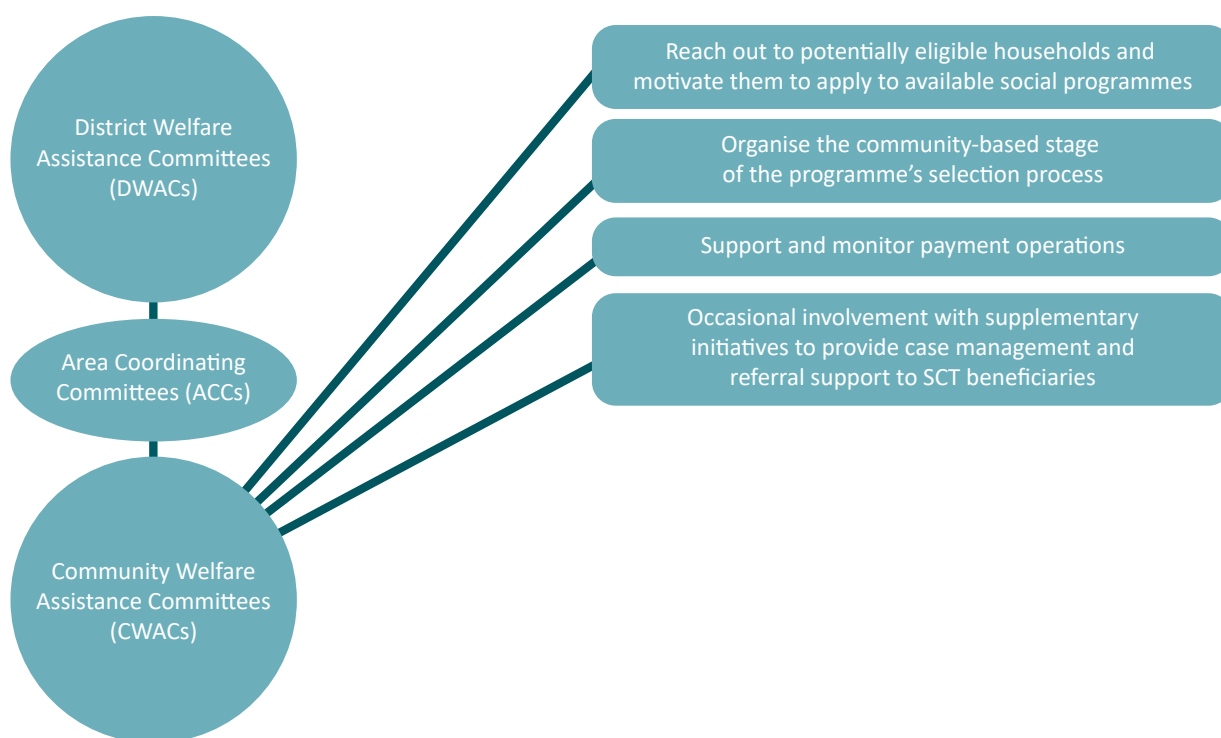 District Welfare
Assistance Committees
(DWACs)
Area Coordinating
Committees (ACCs)
Community Welfare
Assistance Committees
(CWACs)
Reach out to potentially eligible households and
motivate them to apply to available social programmes
Organise the community-based stage
of the programme’s selection process
Support and monitor payment operations
Occasional involvement with supplementary
initiatives to provide case management and
referral support to SCT beneficiaries